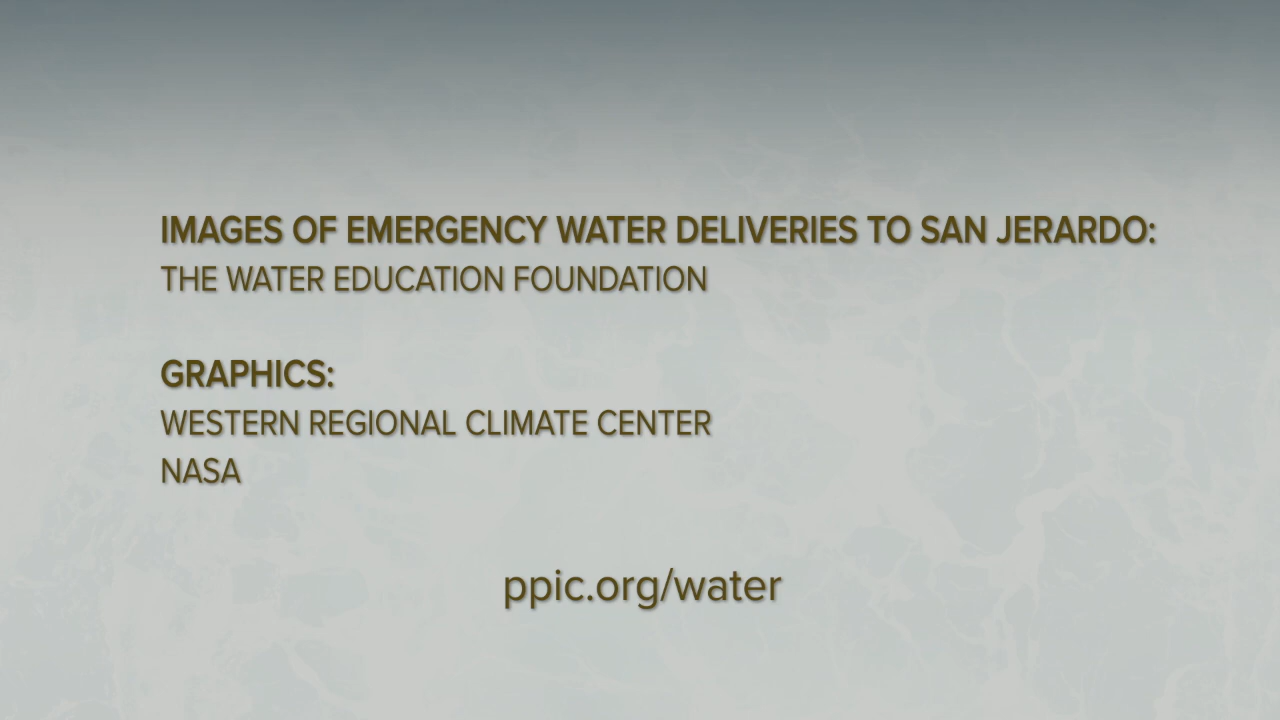 IMAGES OF EMERGENCY WATER DELIVERIES TO SAN JERARDO:
THE WATER EDUCATION FOUNDATION
GRAPHICS:
WESTERN REGIONAL CLIMATE CENTER
NASA
ppic.org/water